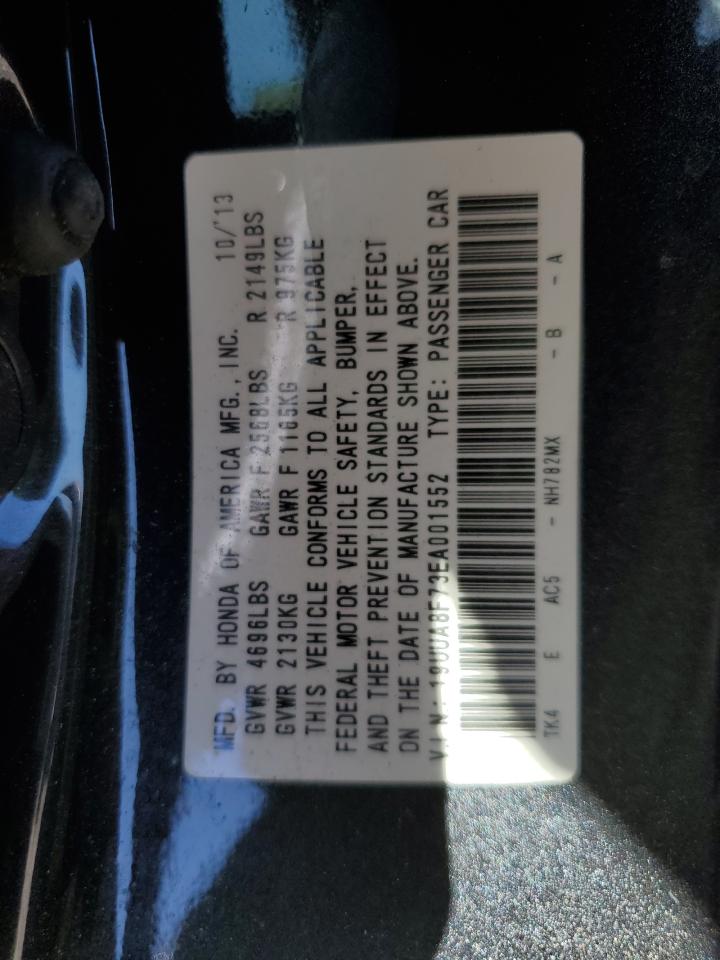 MFD. BY HONDA OF AMERICA MFG., INC. 10/'13
GVWR 4696LBS GAWR F 2568LBS R 2149LBS
GVWR 2130KG GAWR F 1165KG R 975KG
THIS VEHICLE CONFORMS TO ALL APPLICABLE
FEDERAL MOTOR VEHICLE SAFETY, BUMPER,
AND THEFT PREVENTION STANDARDS IN EFFECT
ON THE DATE OF MANUFACTURE SHOWN ABOVE.
V.I.N: 19UUA8F73EA001552 TYPE: PASSENGER CAR
TK4 E AC5 - NH782MX - B - A